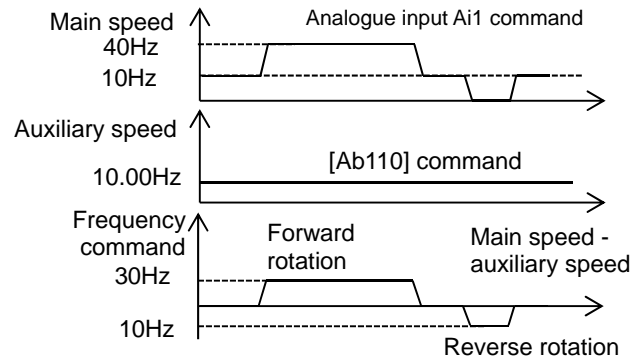 Main speed
Analogue input Ai1 command
40Hz
10Hz
Auxiliary speed
[Ab110] command
10.00Hz
Frequency
command
Forward
rotation
Main speed -
auxiliary speed
30Hz
10Hz
Reverse rotation